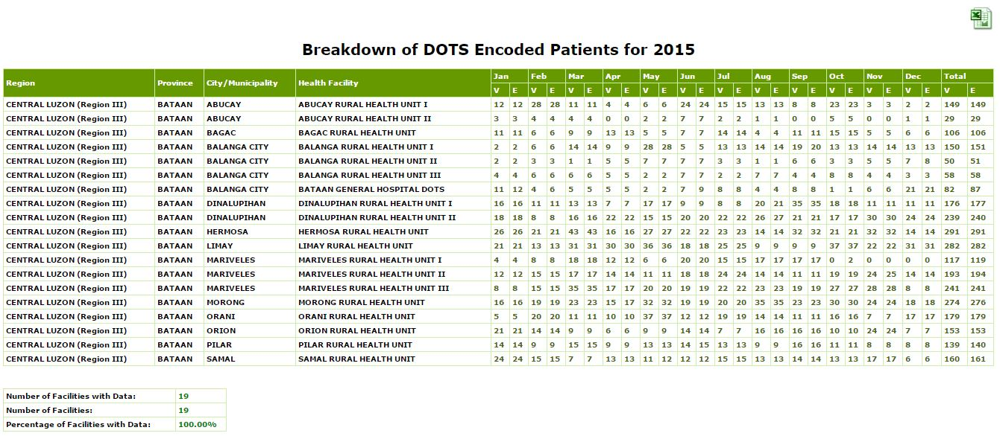 Breakdown of DOTS Encoded Patients for 2015
Region Province City/Municipality Health Facility Jan Feb Mar Apr May Jun Jul Aug Sep Oct Nov Dec Total
V E V E V E V E V E V E V E V E V E V E V E V E V E
CENTRAL LUZON (Region III) BATAAN ABUCAY ABUCAY RURAL HEALTH UNIT I 12 12 28 28 11 11 4 4 6 6 24 24 15 15 13 13 8 8 23 23 3 3 2 2 149 149
CENTRAL LUZON (Region III) BATAAN ABUCAY ABUCAY RURAL HEALTH UNIT II 3 3 4 4 4 4 0 0 2 2 7 7 2 2 1 1 0 0 5 5 0 0 1 1 29 29
CENTRAL LUZON (Region III) BATAAN BAGAC BAGAC RURAL HEALTH UNIT 11 11 6 6 9 9 13 13 5 5 7 7 14 14 4 4 11 11 15 15 5 5 6 6 106 106
CENTRAL LUZON (Region III) BATAAN BALANGA CITY BALANGA RURAL HEALTH UNIT I 2 2 6 6 14 14 9 9 28 28 5 5 13 13 14 14 19 20 13 13 14 14 13 13 150 151
CENTRAL LUZON (Region III) BATAAN BALANGA CITY BALANGA RURAL HEALTH UNIT II 2 2 3 3 1 1 5 5 7 7 7 7 3 3 1 1 6 6 3 3 5 5 7 8 50 51
CENTRAL LUZON (Region III) BATAAN BALANGA CITY BALANGA RURAL HEALTH UNIT III 4 4 6 6 6 6 5 5 2 2 7 7 2 2 7 7 4 4 8 8 4 4 3 3 58 58
CENTRAL LUZON (Region III) BATAAN BALANGA CITY BATAAN GENERAL HOSPITAL DOTS 11 12 4 6 5 5 5 5 2 2 7 9 8 8 4 4 8 8 1 1 6 6 21 21 82 87
CENTRAL LUZON (Region III) BATAAN DINALUPIHAN DINALUPIHAN RURAL HEALTH UNIT I 16 16 11 11 13 13 7 7 17 17 9 9 8 8 20 21 35 35 18 18 11 11 11 11 176 177
CENTRAL LUZON (Region III) BATAAN DINALUPIHAN DINALUPIHAN RURAL HEALTH UNIT II 18 18 8 8 16 16 22 22 15 15 20 20 22 22 26 27 21 21 17 17 30 30 24 24 239 240
CENTRAL LUZON (Region III) BATAAN HERMOSA HERMOSA RURAL HEALTH UNIT 26 26 21 21 43 43 16 16 27 27 22 22 23 23 14 14 32 32 21 21 32 32 14 14 291 291
CENTRAL LUZON (Region III) BATAAN LIMAY LIMAY RURAL HEALTH UNIT 21 21 13 13 31 31 30 30 36 36 18 18 25 25 9 9 9 9 37 37 22 22 31 31 282 282
CENTRAL LUZON (Region III) BATAAN MARIVELES MARIVELES RURAL HEALTH UNIT I 4 4 8 8 18 18 12 12 6 6 20 20 15 15 17 17 17 17 0 2 0 0 0 0 117 119
CENTRAL LUZON (Region III) BATAAN MARIVELES MARIVELES RURAL HEALTH UNIT II 12 12 15 15 17 17 14 14 11 11 18 18 24 24 14 14 11 11 19 19 24 25 14 14 193 194
CENTRAL LUZON (Region III) BATAAN MARIVELES MARIVELES RURAL HEALTH UNIT III 8 8 15 15 35 35 17 17 20 20 19 19 22 22 23 23 19 19 27 27 28 28 8 8 241 241
CENTRAL LUZON (Region III) BATAAN MORONG MORONG RURAL HEALTH UNIT 16 16 19 19 23 23 15 17 32 32 19 19 20 20 35 35 23 23 30 30 24 24 18 18 274 276
CENTRAL LUZON (Region III) BATAAN ORANI ORANI RURAL HEALTH UNIT 5 5 20 20 11 11 10 10 37 37 12 12 19 19 14 14 11 11 16 16 7 7 17 17 179 179
CENTRAL LUZON (Region III) BATAAN ORION ORION RURAL HEALTH UNIT 21 21 14 14 9 9 6 6 9 9 14 14 7 7 16 16 16 16 10 10 24 24 7 7 153 153
CENTRAL LUZON (Region III) BATAAN PILAR PILAR RURAL HEALTH UNIT 14 14 9 9 15 15 9 9 13 13 14 15 13 13 9 9 16 16 11 11 8 8 8 8 139 140
CENTRAL LUZON (Region III) BATAAN SAMAL SAMAL RURAL HEALTH UNIT 24 24 15 15 7 7 13 13 11 12 12 12 15 15 13 13 14 14 13 13 17 17 6 6 160 161
Number of Facilities with Data: 19
Number of Facilities: 19
Percentage of Facilities with Data: 100.00%